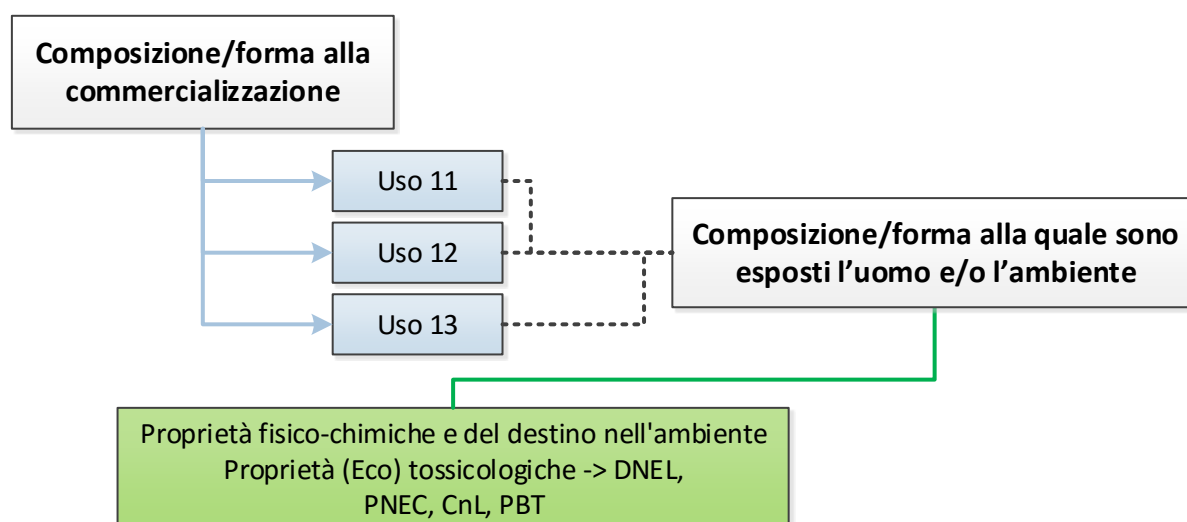 Composizione/forma alla
commercializzazione
Uso 11
Uso 12
Uso 13
Composizione/forma alla quale sono
esposti l’uomo e/o l’ambiente
Proprietà fisico-chimiche e del destino nell'ambiente
Proprietà (Eco) tossicologiche -> DNEL,
PNEC, CnL, PBT